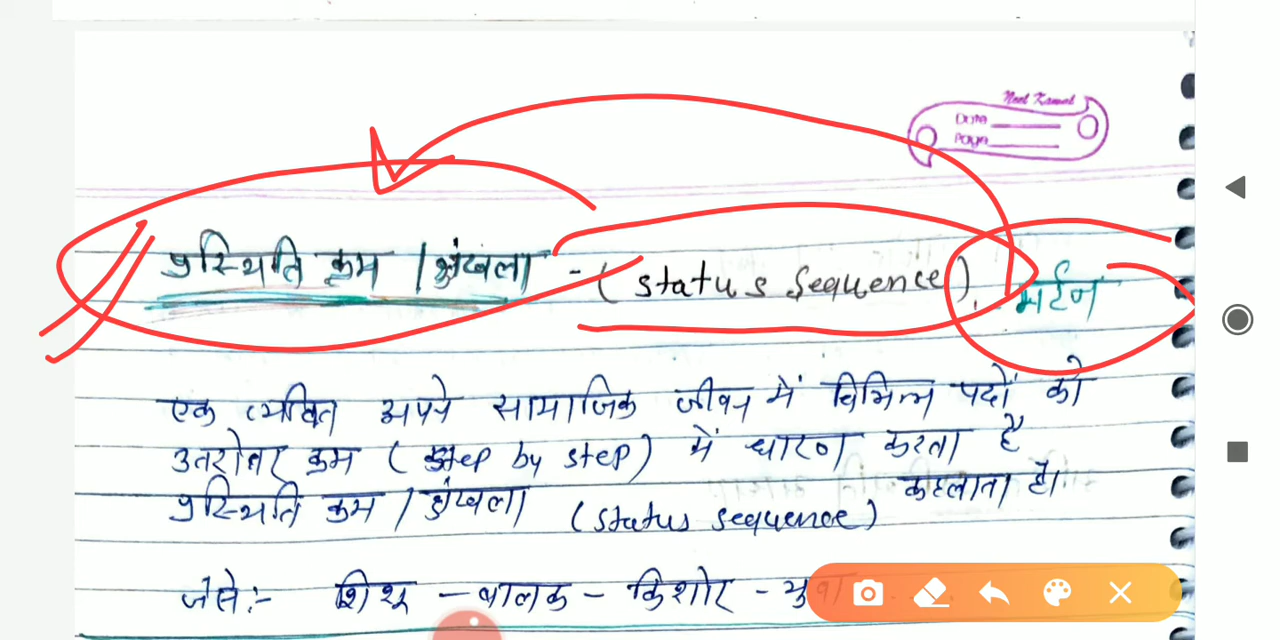 Neel Kamal
Date
Page
प्रस्थिति क्रम / श्रृंखला - (Status Sequence). मर्टन
एक व्यक्ति अपने सामाजिक जीवन में विभिन्न पदों को
उतरोतर क्रम (step by step) में धारण करता है
प्रस्थिति क्रम / श्रृंखला (status sequence) कहलाता है।
जैसे:- शिशु - बालक - किशोर - युवा